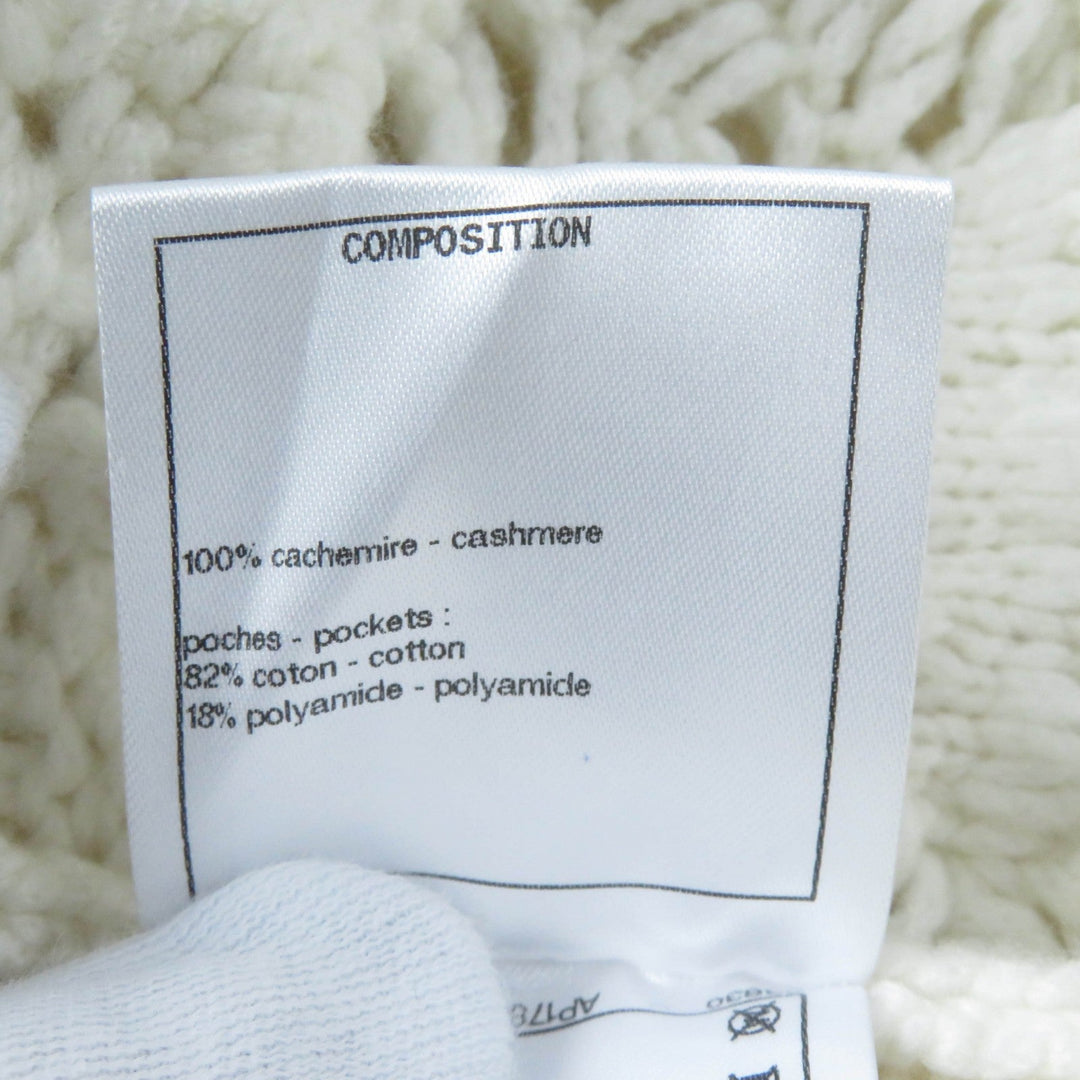 COMPOSITION
100% cachemire - cashmere
poches - pockets :
82% coton - cotton
18% polyamide - polyamide